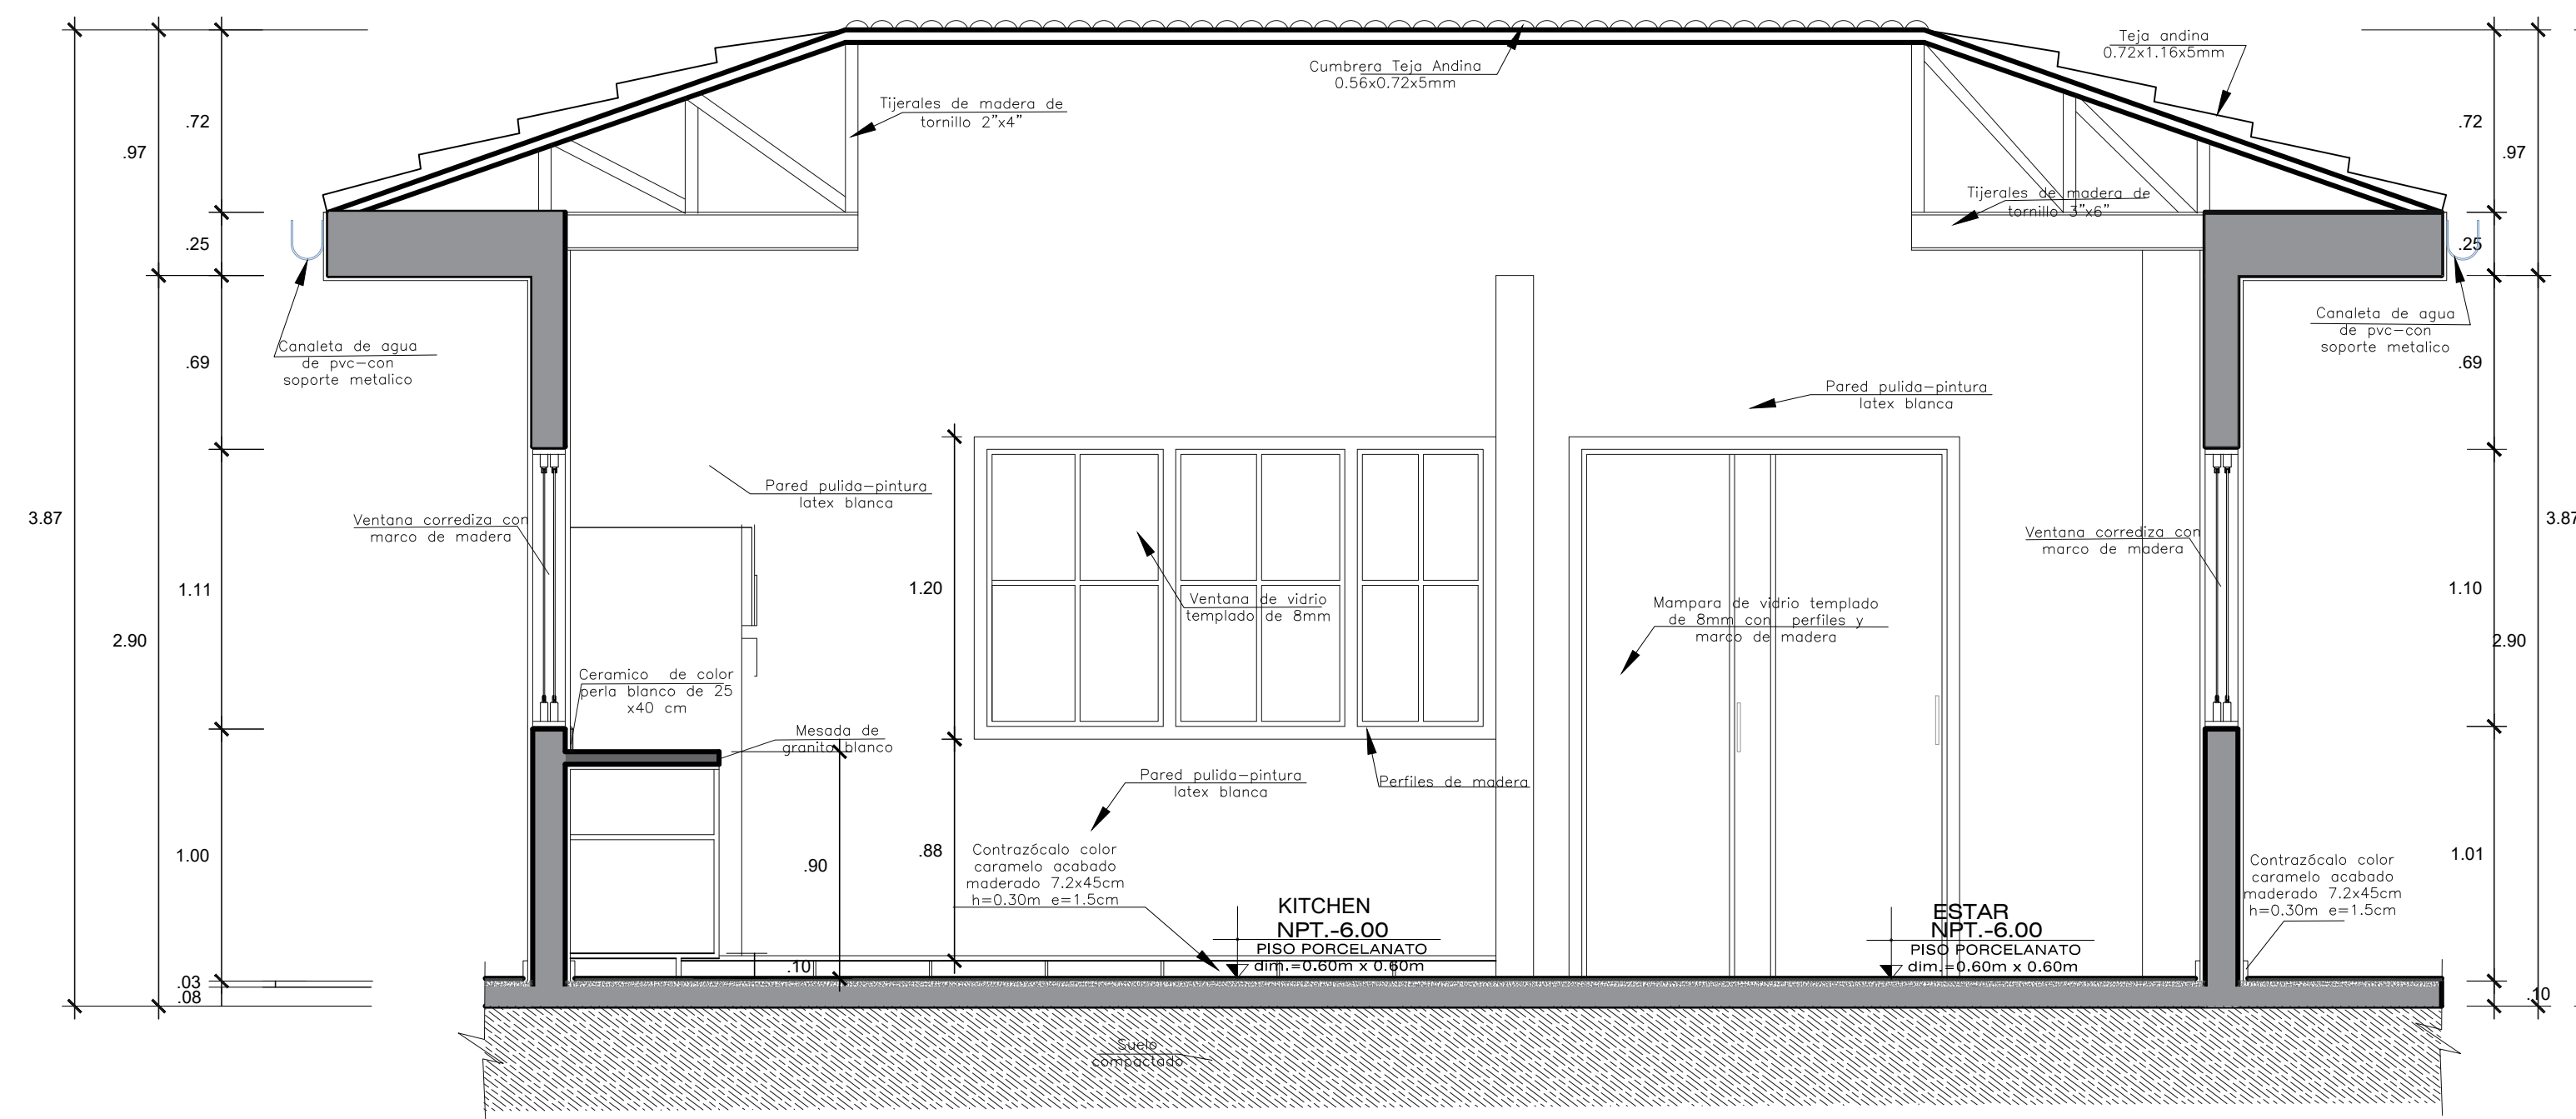 Cumbrera Teja Andina
0.56x0.72x5mm
Teja andina
0.72x1.16x5mm
Tijerales de madera de
tornillo 2"x4"
Tijerales de madera de
tornillo 3"x6"
.72
.97
.25
.69
3.87
1.11
2.90
1.00
.03
.08
.72
.97
.25
.69
3.87
1.10
2.90
1.01
.10
Canaleta de agua
de pvc-con
soporte metalico
Canaleta de agua
de pvc-con
soporte metalico
Pared pulida-pintura
latex blanca
Pared pulida-pintura
latex blanca
Ventana corrediza con
marco de madera
Ventana corrediza con
marco de madera
1.20
Ventana de vidrio
templado de 8mm
Mampara de vidrio templado
de 8mm con perfiles y
marco de madera
Ceramico de color
perla blanco de 25
x40 cm
Mesada de
granito blanco
Pared pulida-pintura
latex blanca
Perfiles de madera
.90
.88
.10
Contrazócalo color
caramelo acabado
maderado 7.2x45cm
h=0.30m e=1.5cm
KITCHEN
NPT.-6.00
PISO PORCELANATO
dim.=0.60m x 0.60m
ESTAR
NPT.-6.00
PISO PORCELANATO
dim.=0.60m x 0.60m
Contrazócalo color
caramelo acabado
maderado 7.2x45cm
h=0.30m e=1.5cm
Suelo
compactado